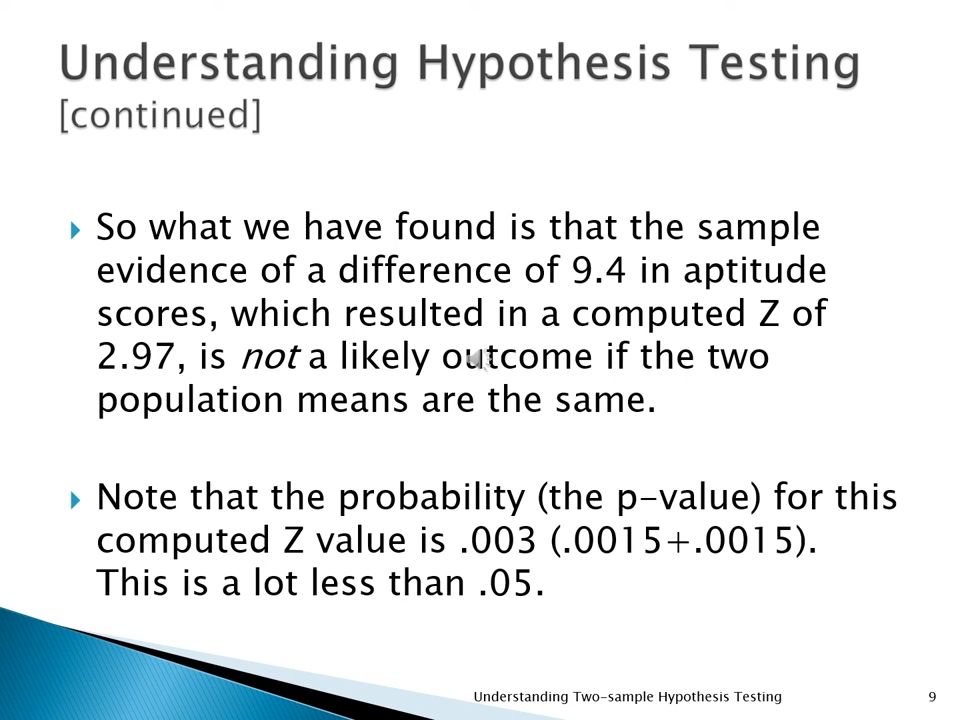 Understanding Hypothesis Testing
[continued]
So what we have found is that the sample
evidence of a difference of 9.4 in aptitude
scores, which resulted in a computed Z of
2.97, is not a likely outcome if the two
population means are the same.
Note that the probability (the p-value) for this
computed Z value is .003 (.0015+.0015).
This is a lot less than .05.
Understanding Two-sample Hypothesis Testing 9